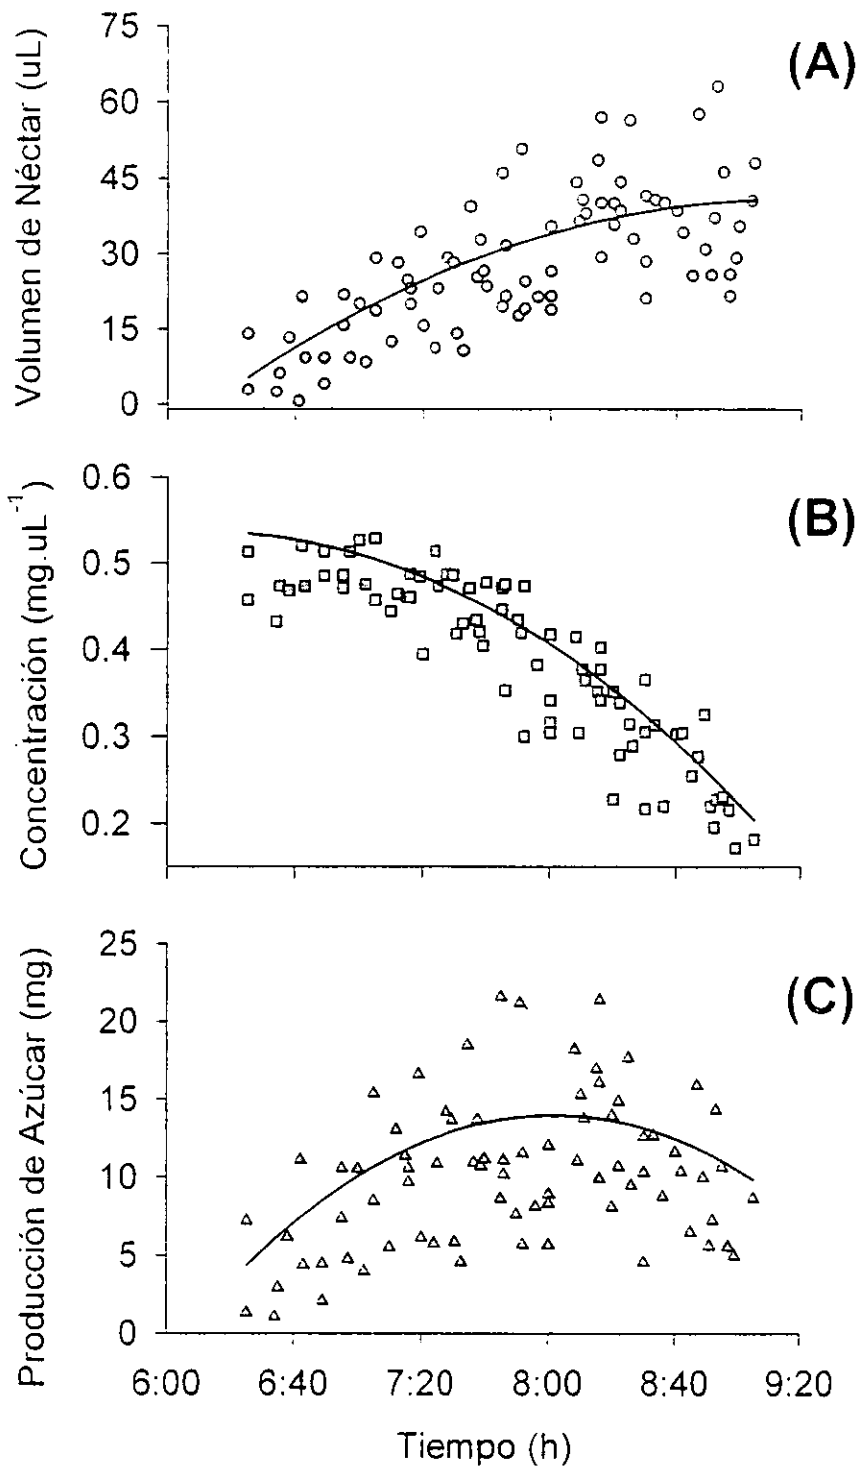 75
60
45
30
15
0
Volumen de Néctar (uL)
(A)
0.6
0.5
0.4
0.3
0.2
Concentración (mg.uL⁻¹)
(B)
25
20
15
10
5
0
Producción de Azúcar (mg)
(C)
6:00 6:40 7:20 8:00 8:40 9:20
Tiempo (h)